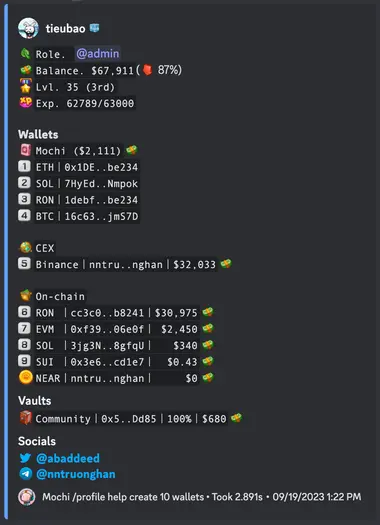 tieubao
Role. @admin
Balance. $67,911( 87%)
Lvl. 35 (3rd)
Exp. 62789/63000
Wallets
Mochi ($2,111)
1 ETH | 0x1DE..be234
2 SOL | 7HyEd..Nmpok
3 RON | 1debf..be234
4 BTC | 16c63..jmS7D
CEX
5 Binance | nntru..nghan | $32,033
On-chain
6 RON | cc3c0..b8241 | $30,975
7 EVM | 0xf39..06e0f | $2,450
8 SOL | 3jg3N..8gfqU | $340
9 SUI | 0x3e6..cd1e7 | $0.43
NEAR | nntru..nghan | $0
Vaults
Community | 0x5..Dd85 | 100% | $680
Socials
@abaddeed
@nntruonghan
Mochi /profile help create 10 wallets • Took 2.891s • 09/19/2023 1:22 PM